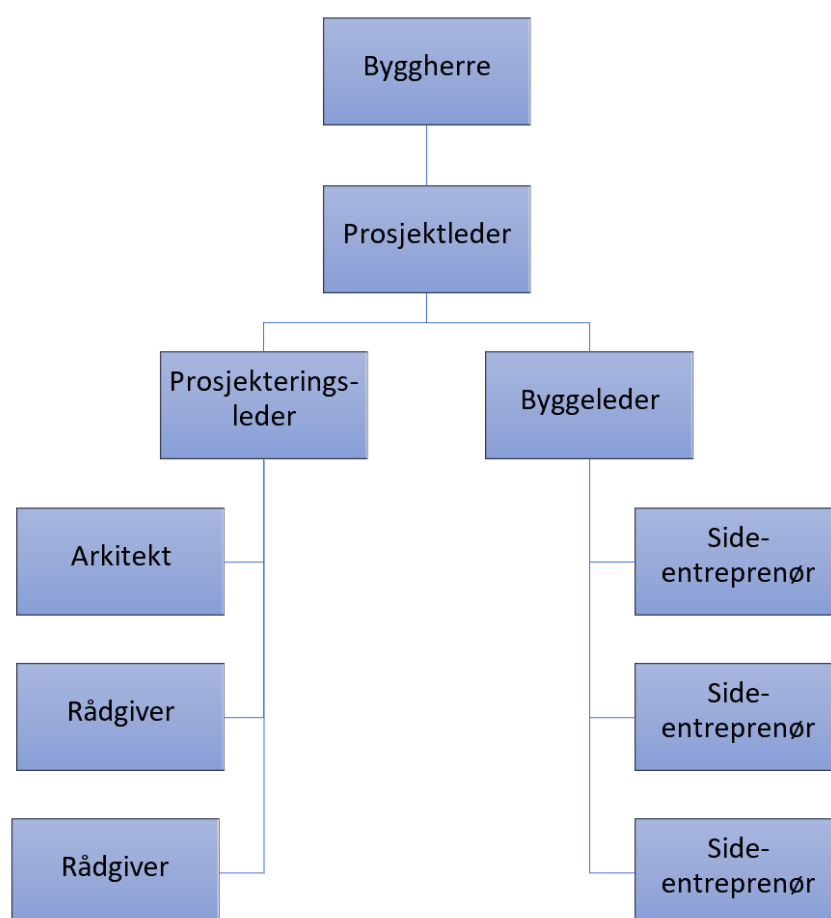 Byggherre
Prosjektleder
Prosjekterings-
leder
Byggeleder
Arkitekt
Side-
entreprenør
Rådgiver
Side-
entreprenør
Rådgiver
Side-
entreprenør